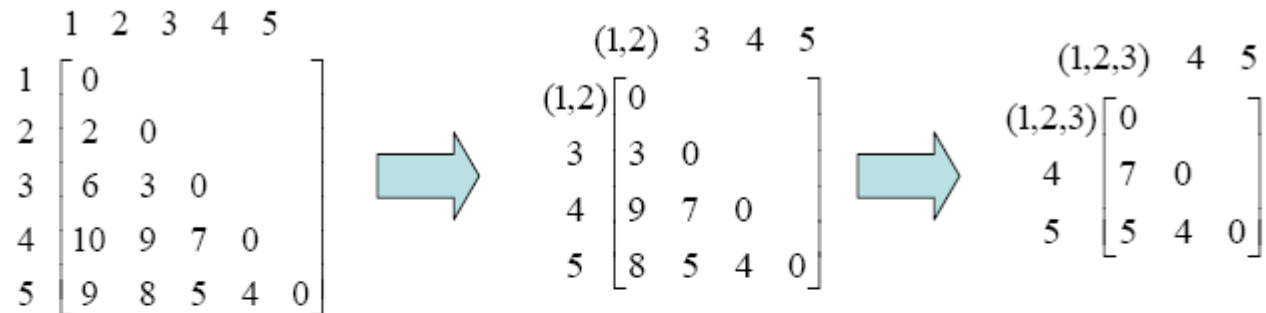 1 2 3 4 5
1 0
2 2 0
3 6 3 0
4 10 9 7 0
5 9 8 5 4 0
(1,2) 3 4 5
(1,2) 0
3 3 0
4 9 7 0
5 8 5 4 0
(1,2,3) 4 5
(1,2,3) 0
4 7 0
5 5 4 0